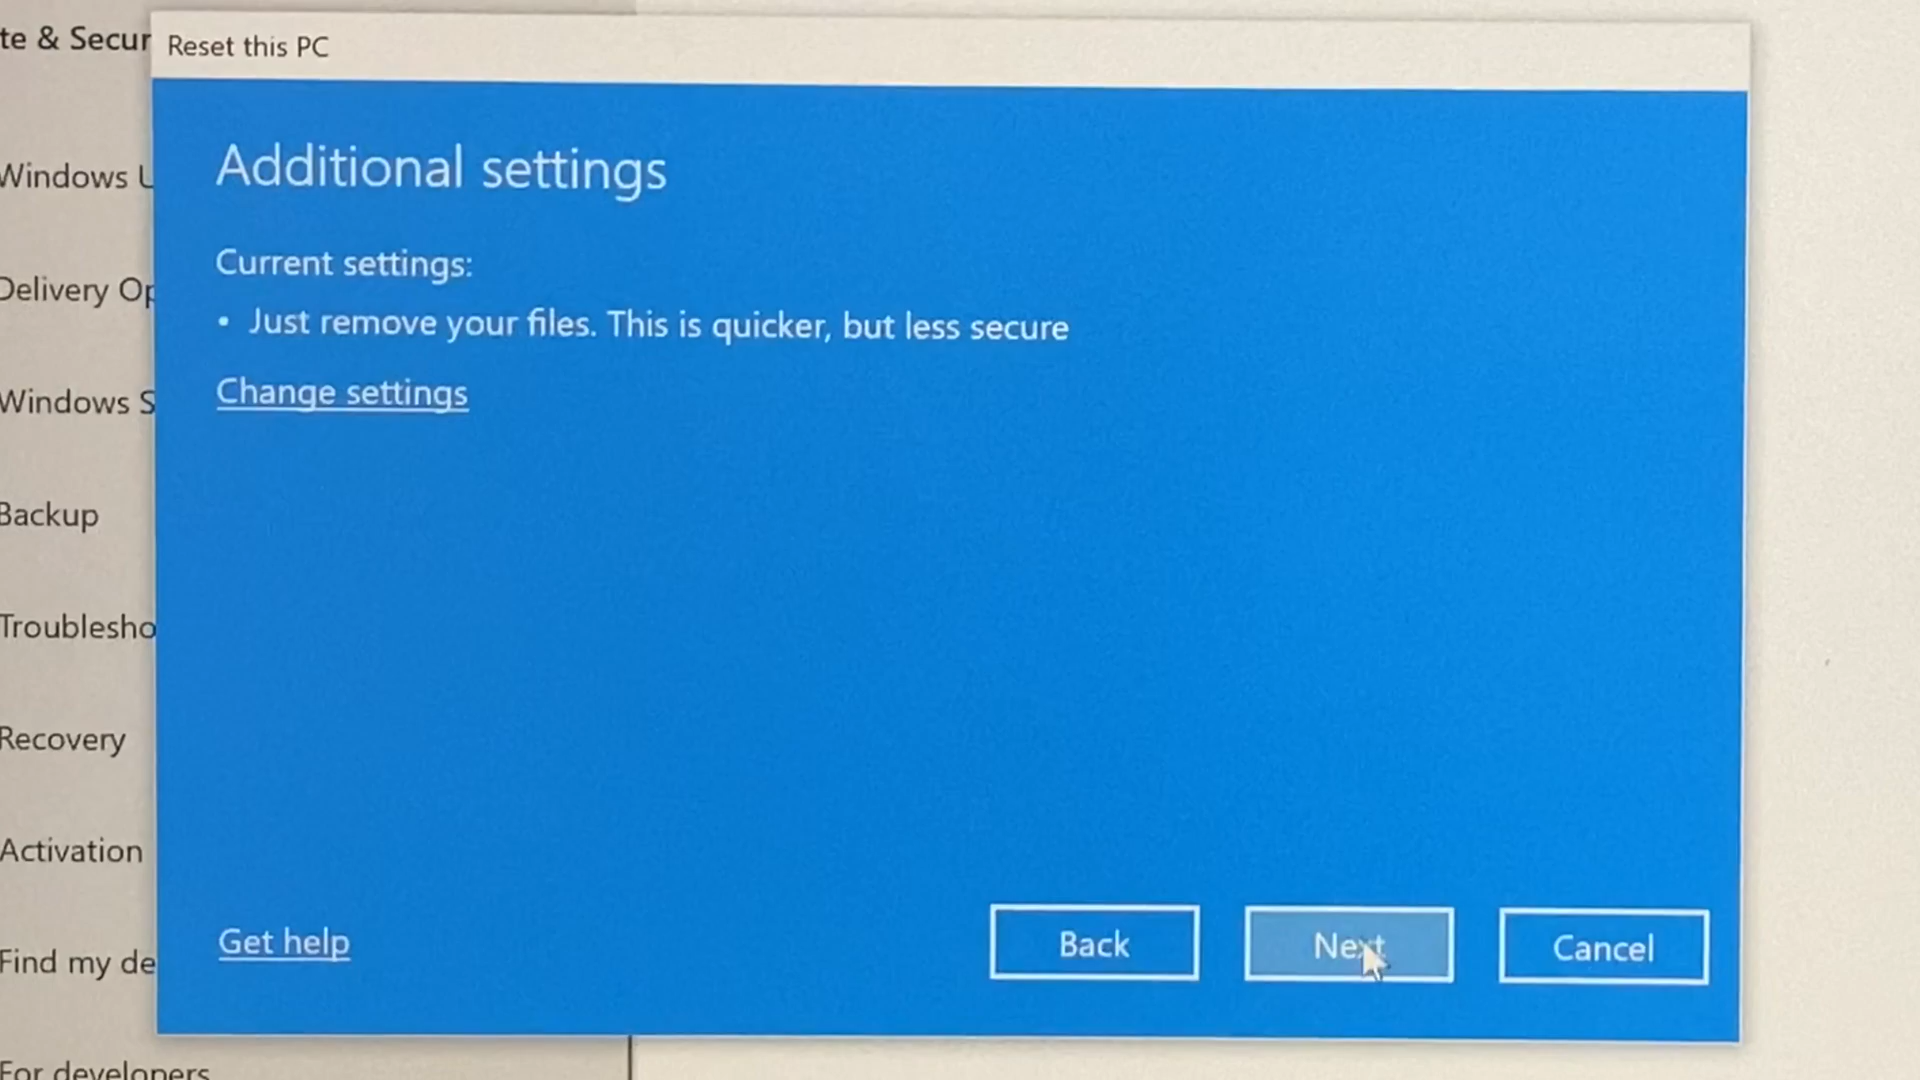 te & Secur
Reset this PC
Additional settings
Current settings:
• Just remove your files. This is quicker, but less secure
Change settings
Windows U
Delivery Op
Windows S
Backup
Troublesho
Recovery
Activation
Find my de
For developers
Get help
Back
Next
Cancel